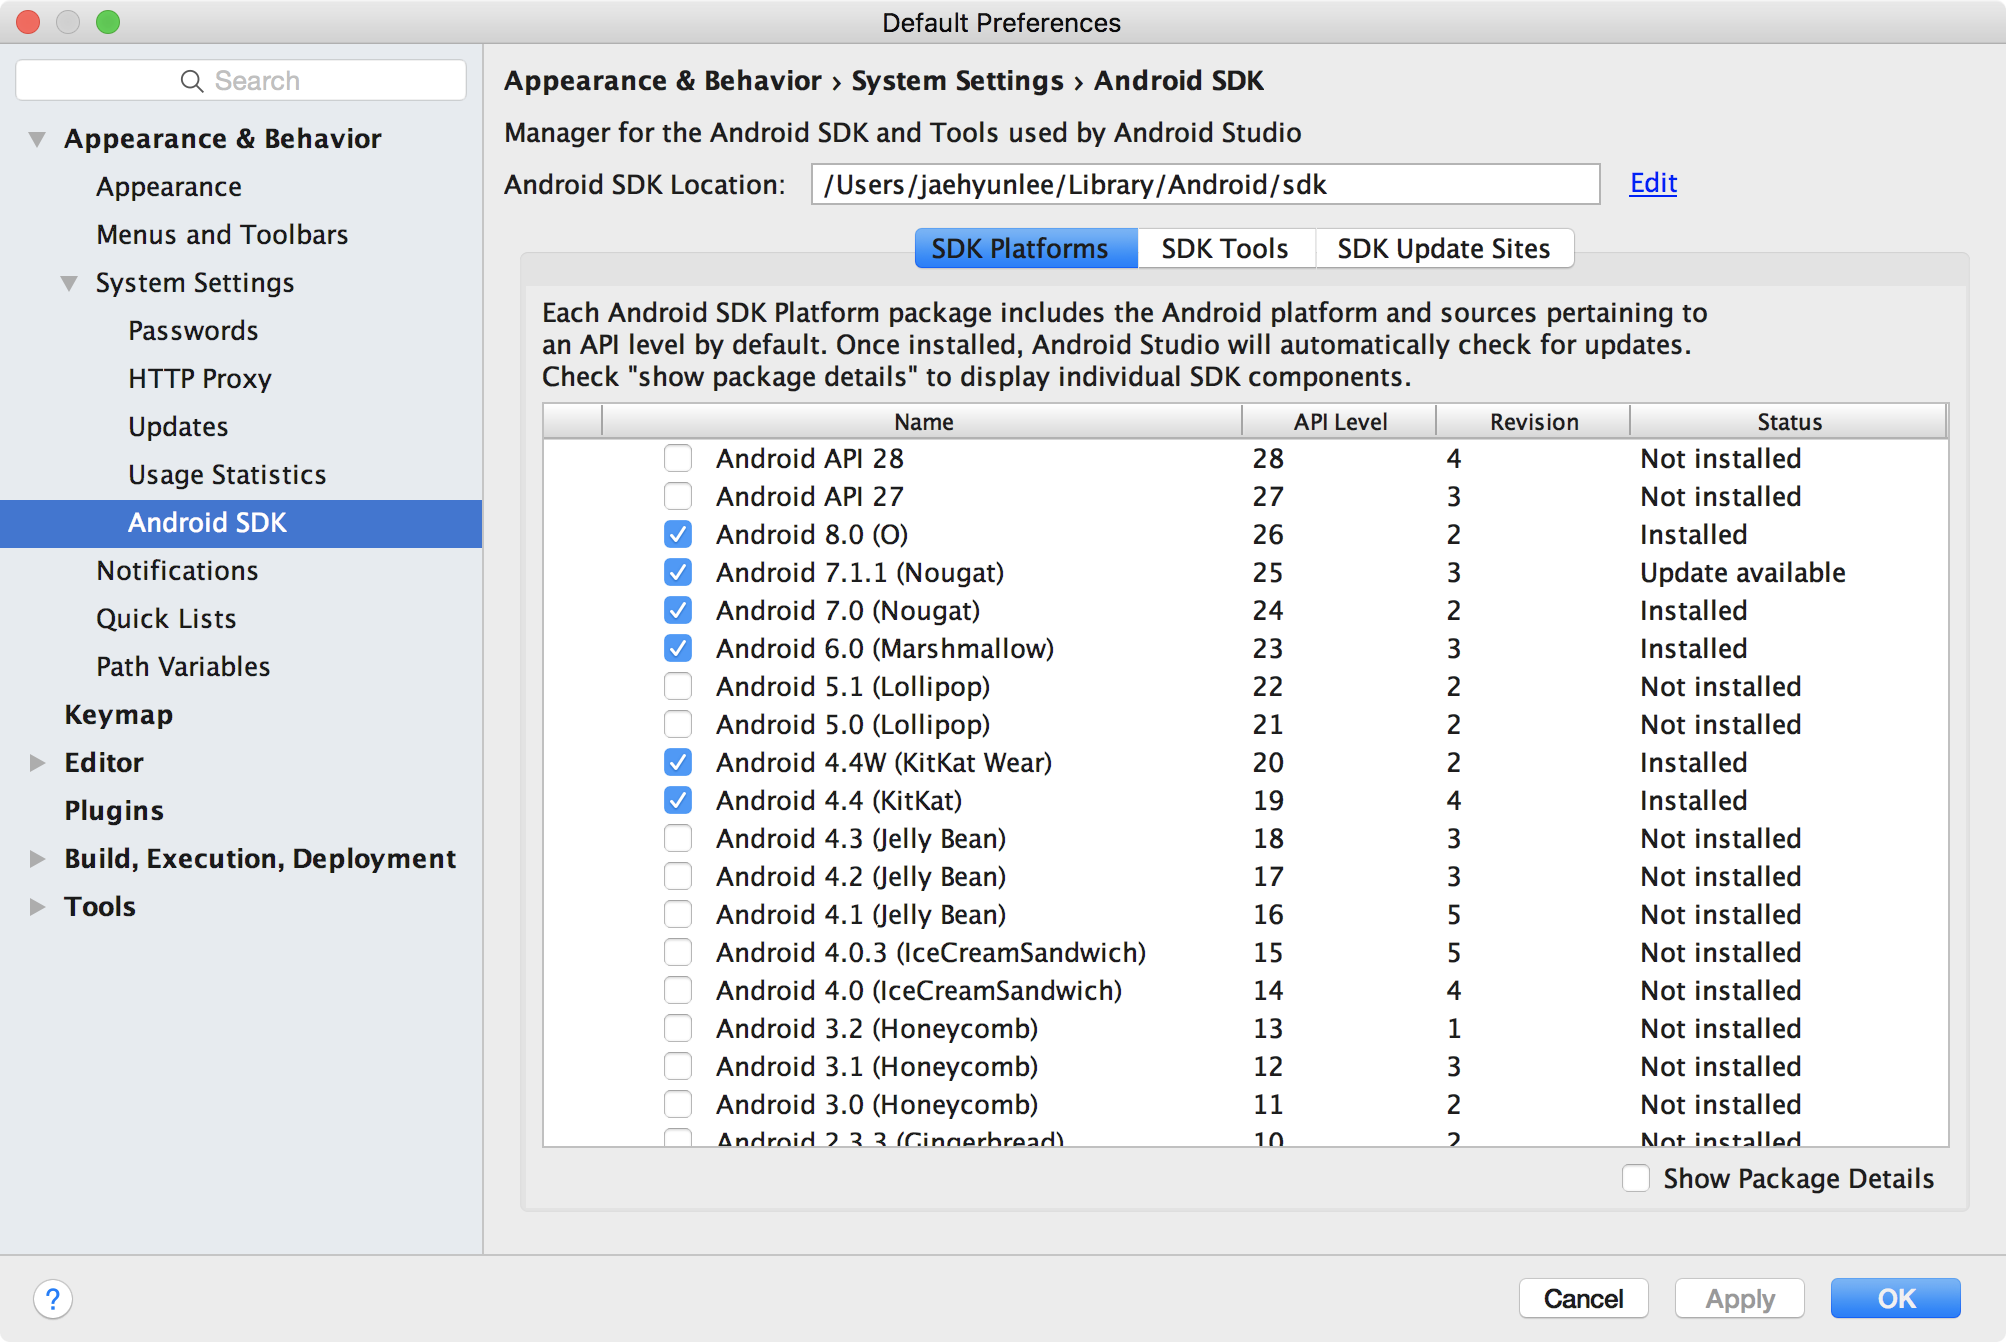 Default Preferences
Search
Appearance & Behavior
Appearance
Menus and Toolbars
System Settings
Passwords
HTTP Proxy
Updates
Usage Statistics
Android SDK
Notifications
Quick Lists
Path Variables
Keymap
Editor
Plugins
Build, Execution, Deployment
Tools
Appearance & Behavior › System Settings › Android SDK
Manager for the Android SDK and Tools used by Android Studio
Android SDK Location: /Users/jaehyunlee/Library/Android/sdk Edit
SDK Platforms SDK Tools SDK Update Sites
Each Android SDK Platform package includes the Android platform and sources pertaining to
an API level by default. Once installed, Android Studio will automatically check for updates.
Check "show package details" to display individual SDK components.
Name API Level Revision Status
Android API 28 28 4 Not installed
Android API 27 27 3 Not installed
Android 8.0 (O) 26 2 Installed
Android 7.1.1 (Nougat) 25 3 Update available
Android 7.0 (Nougat) 24 2 Installed
Android 6.0 (Marshmallow) 23 3 Installed
Android 5.1 (Lollipop) 22 2 Not installed
Android 5.0 (Lollipop) 21 2 Not installed
Android 4.4W (KitKat Wear) 20 2 Installed
Android 4.4 (KitKat) 19 4 Installed
Android 4.3 (Jelly Bean) 18 3 Not installed
Android 4.2 (Jelly Bean) 17 3 Not installed
Android 4.1 (Jelly Bean) 16 5 Not installed
Android 4.0.3 (IceCreamSandwich) 15 5 Not installed
Android 4.0 (IceCreamSandwich) 14 4 Not installed
Android 3.2 (Honeycomb) 13 1 Not installed
Android 3.1 (Honeycomb) 12 3 Not installed
Android 3.0 (Honeycomb) 11 2 Not installed
Android 2.3.3 (Gingerbread) 10 2 Not installed
Show Package Details
? Cancel Apply OK